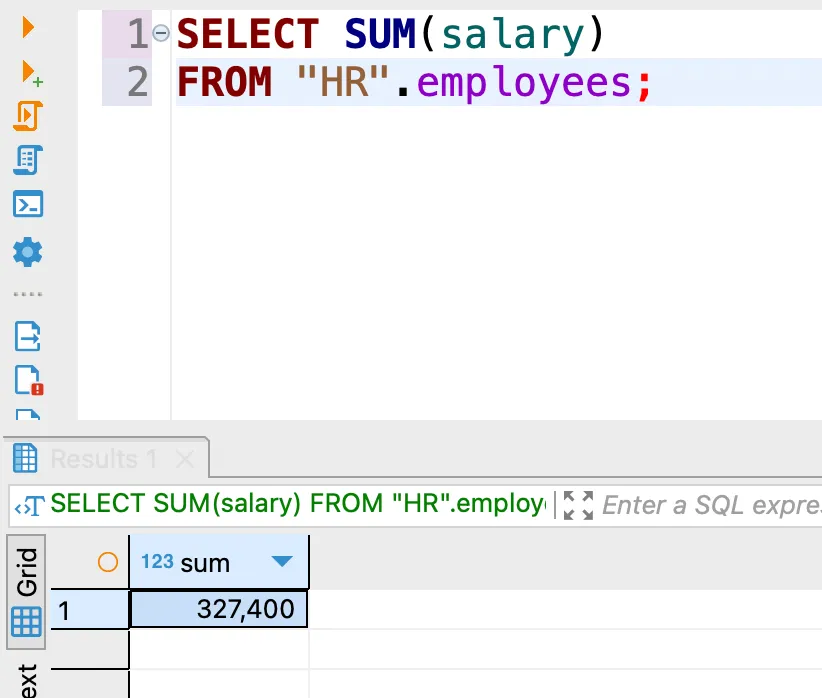 1 SELECT SUM(salary)
2 FROM "HR".employees;
Results 1
SELECT SUM(salary) FROM "HR".employ
Enter a SQL expre
Grid
123 sum
1 327,400
ext